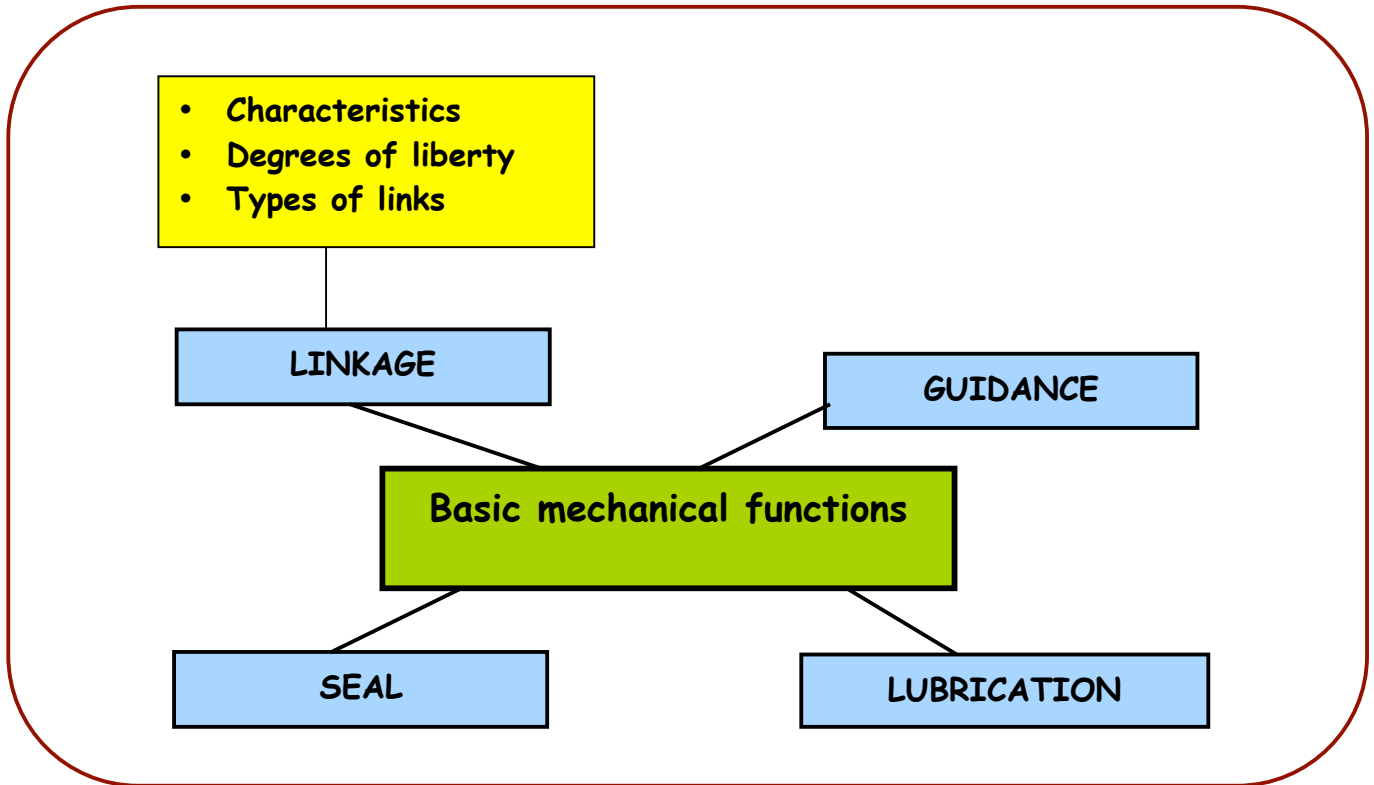 • Characteristics
• Degrees of liberty
• Types of links
LINKAGE
GUIDANCE
Basic mechanical functions
SEAL
LUBRICATION